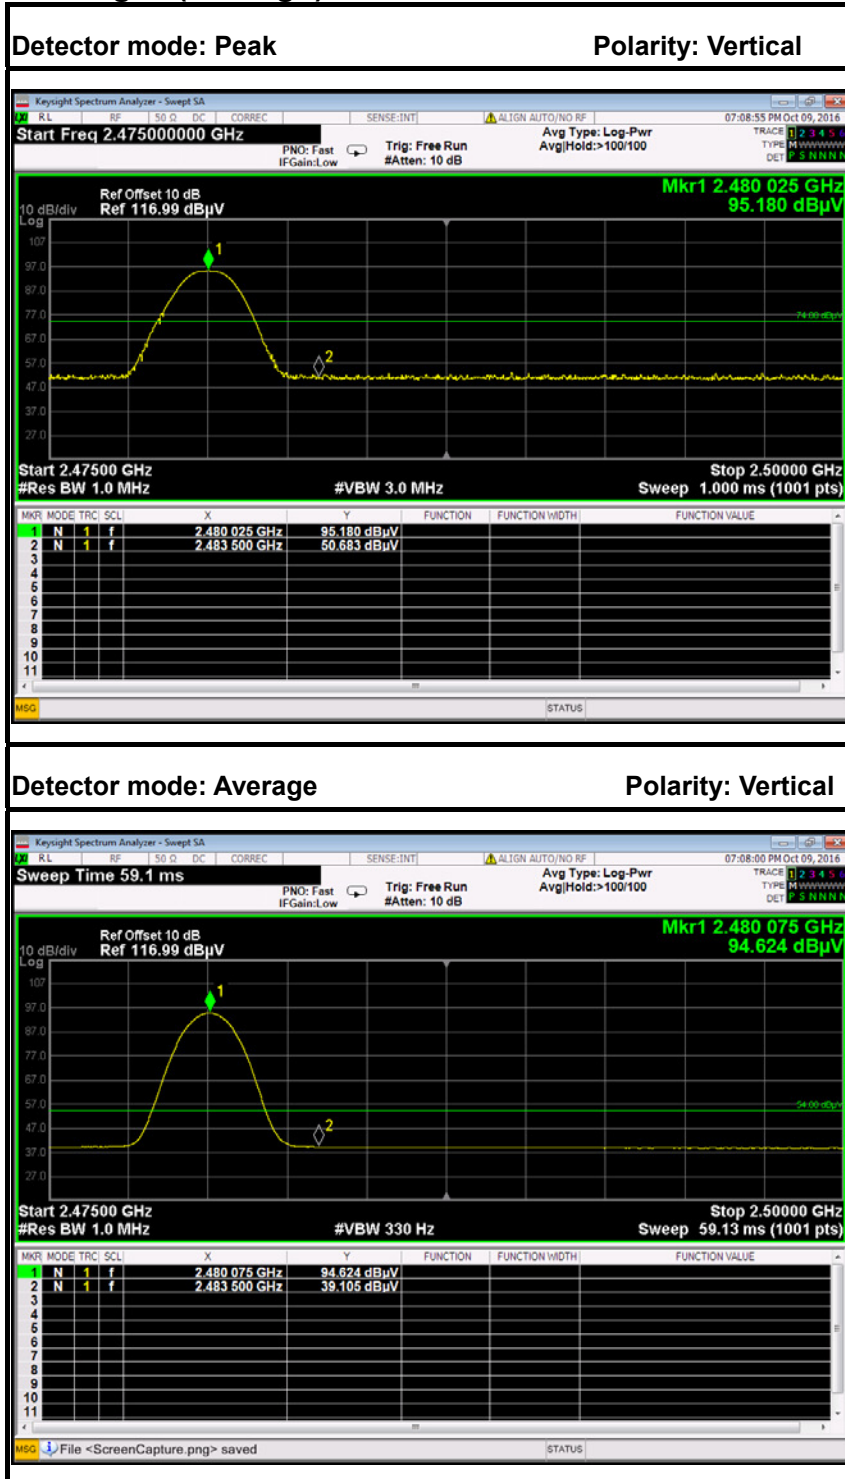 Detector mode: Peak Polarity: Vertical
Keysight Spectrum Analyzer - Swept SA
RL RF 50 Ω DC CORREC SENSE:INT ALIGN AUTO/NO RF 07:08:55 PM Oct 09, 2016
Start Freq 2.475000000 GHz
PNO: Fast
IFGain:Low
Trig: Free Run
#Atten: 10 dB
Avg Type: Log-Pwr
Avg|Hold:>100/100
TRACE 1 2 3 4 5 6
TYPE M WWWWW
DET P S N N N N
Mkr1 2.480 025 GHz
95.180 dBµV
Ref Offset 10 dB
10 dB/div Ref 116.99 dBµV
Log
107
97.0
87.0
77.0
67.0
57.0
47.0
37.0
27.0
1
2
74.00 dBµV
Start 2.47500 GHz Stop 2.50000 GHz
#Res BW 1.0 MHz #VBW 3.0 MHz Sweep 1.000 ms (1001 pts)
MKR MODE TRC SCL X Y FUNCTION FUNCTION WIDTH FUNCTION VALUE
1 N 1 f 2.480 025 GHz 95.180 dBµV
2 N 1 f 2.483 500 GHz 50.683 dBµV
3
4
5
6
7
8
9
10
11
MSG STATUS
Detector mode: Average Polarity: Vertical
Keysight Spectrum Analyzer - Swept SA
RL RF 50 Ω DC CORREC SENSE:INT ALIGN AUTO/NO RF 07:08:00 PM Oct 09, 2016
Sweep Time 59.1 ms
PNO: Fast
IFGain:Low
Trig: Free Run
#Atten: 10 dB
Avg Type: Log-Pwr
Avg|Hold:>100/100
TRACE 1 2 3 4 5 6
TYPE M WWWWW
DET P S N N N N
Mkr1 2.480 075 GHz
94.624 dBµV
Ref Offset 10 dB
10 dB/div Ref 116.99 dBµV
Log
107
97.0
87.0
77.0
67.0
57.0
47.0
37.0
27.0
1
2
54.00 dBµV
Start 2.47500 GHz Stop 2.50000 GHz
#Res BW 1.0 MHz #VBW 330 Hz Sweep 59.13 ms (1001 pts)
MKR MODE TRC SCL X Y FUNCTION FUNCTION WIDTH FUNCTION VALUE
1 N 1 f 2.480 075 GHz 94.624 dBµV
2 N 1 f 2.483 500 GHz 39.105 dBµV
3
4
5
6
7
8
9
10
11
MSG File <ScreenCapture.png> saved STATUS